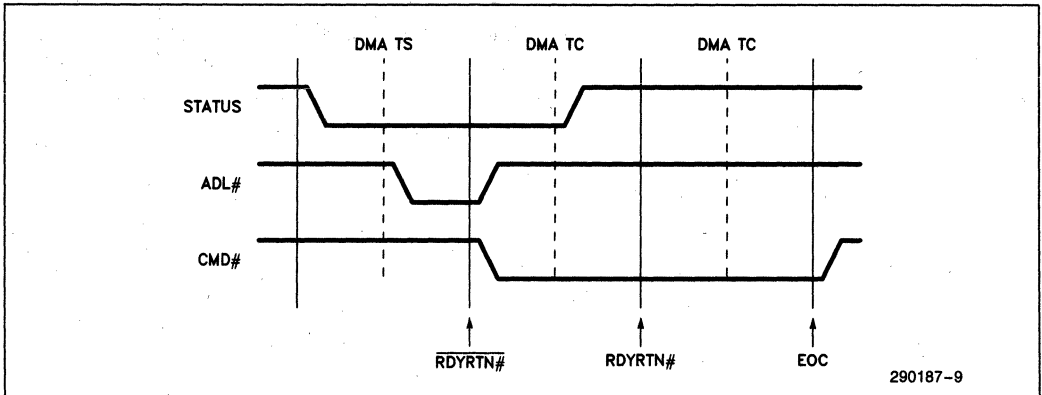 DMA TS DMA TC DMA TC
STATUS
ADL#
CMD#
RDYRTN# RDYRTN# EOC
290187-9